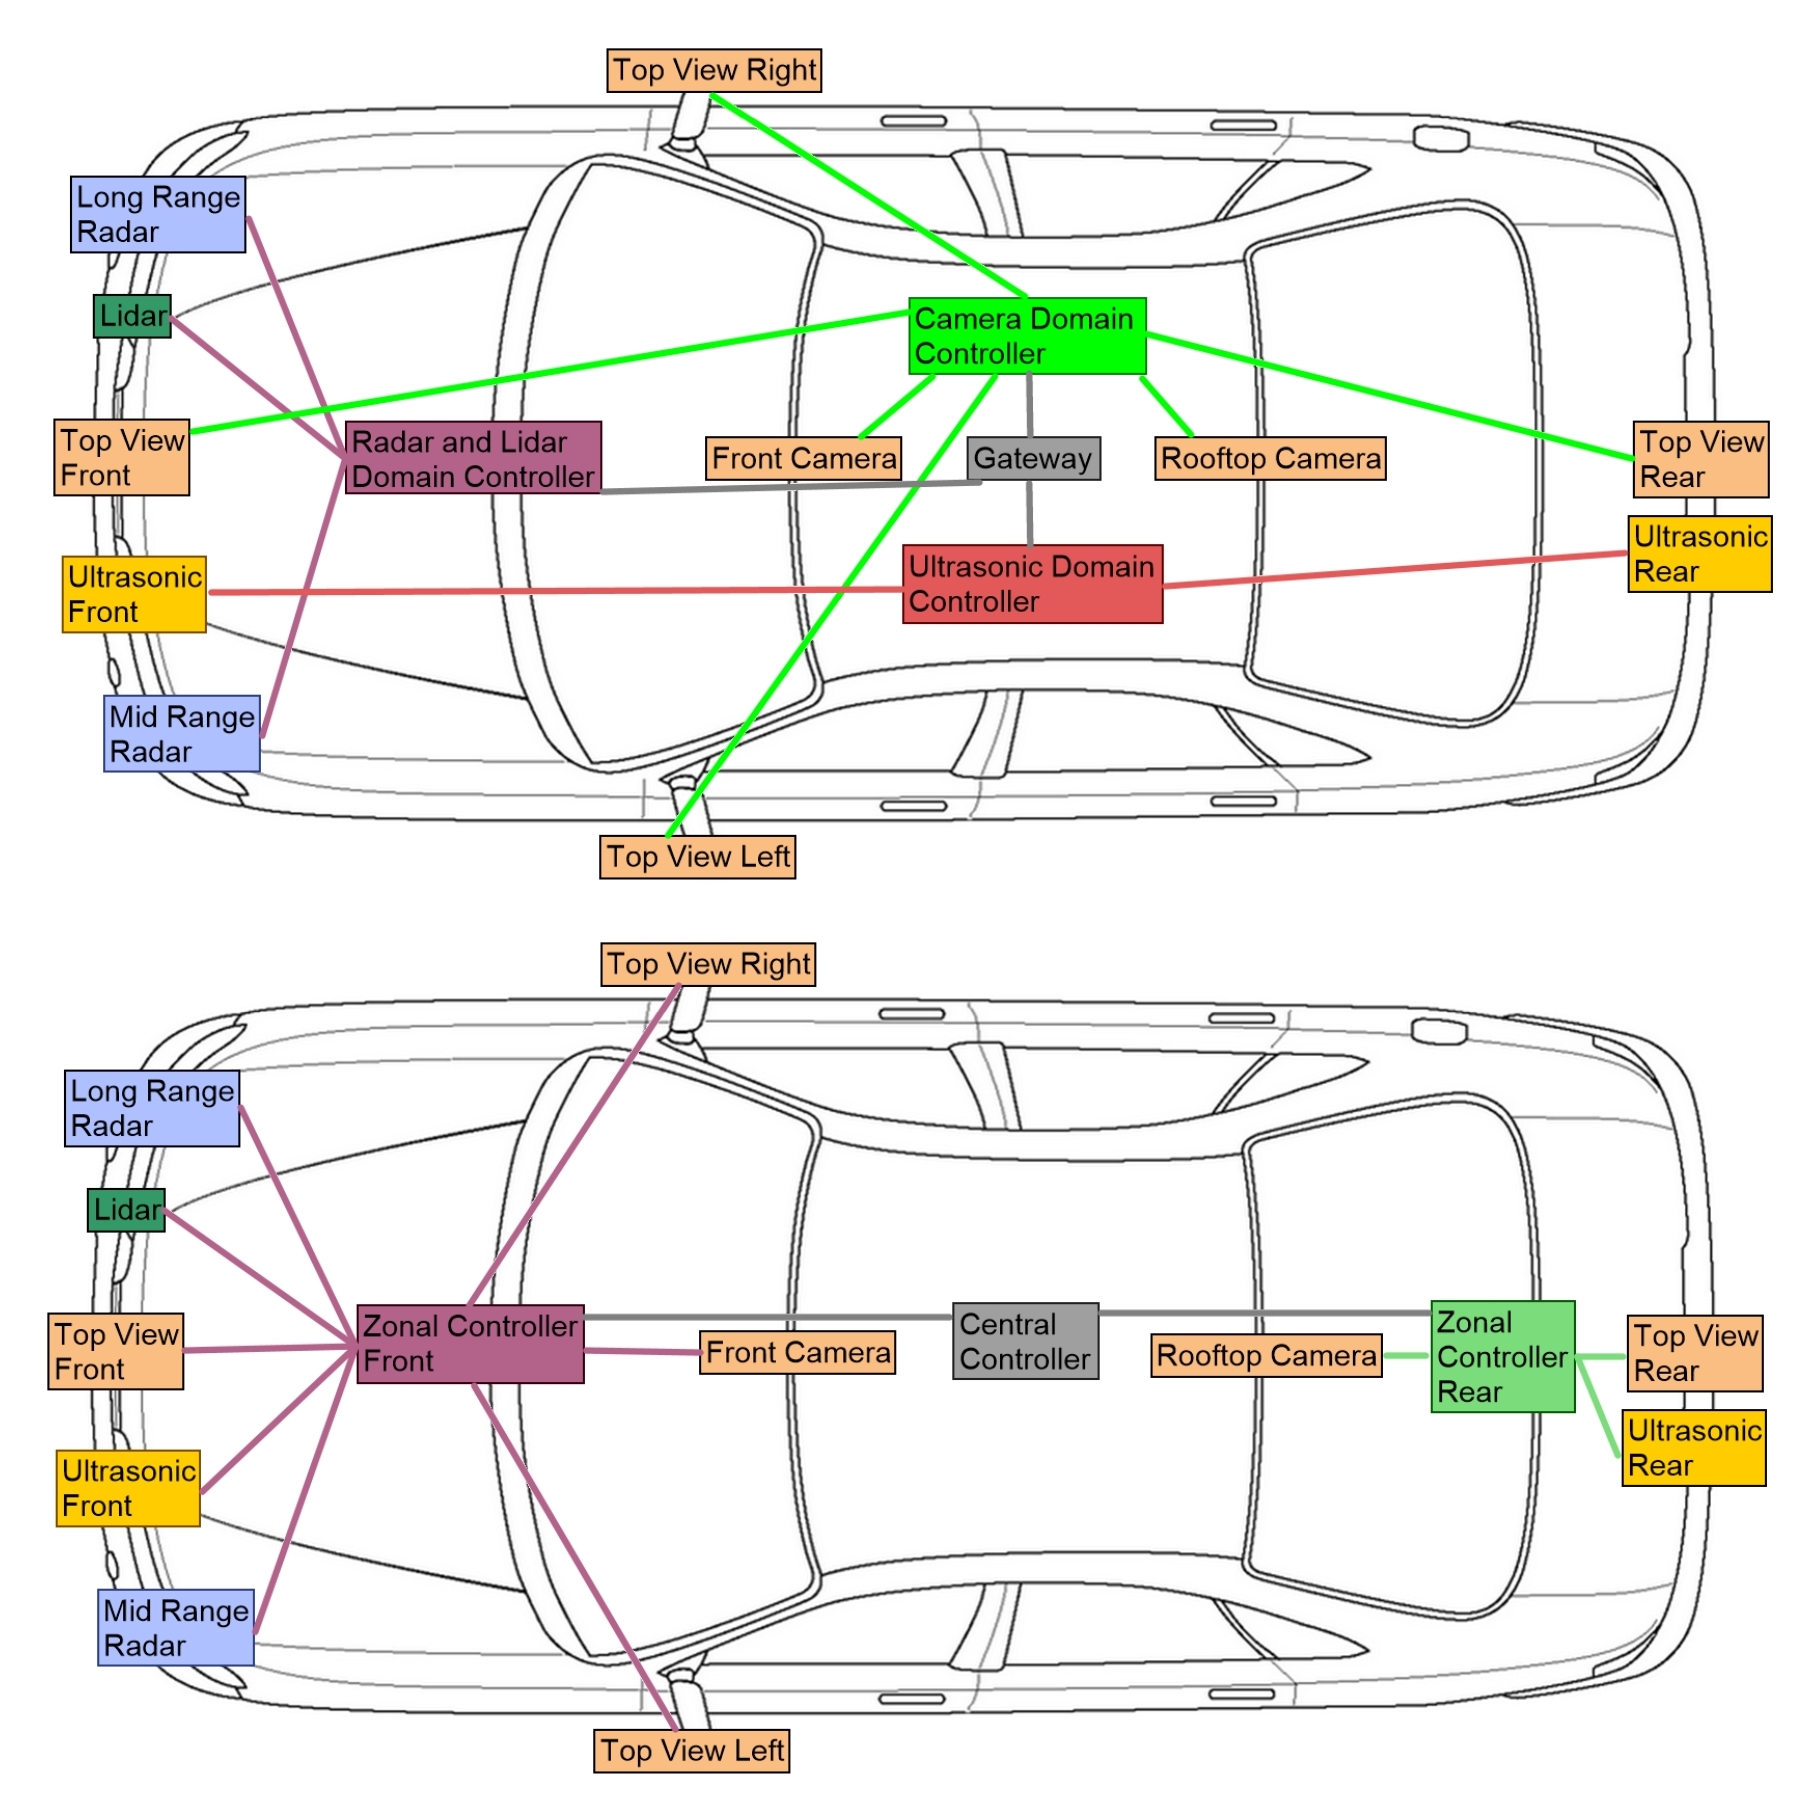 Top View Right
Long Range
Radar
Lidar
Camera Domain
Controller
Top View
Front
Radar and Lidar
Domain Controller
Front Camera
Gateway
Rooftop Camera
Top View
Rear
Ultrasonic
Rear
Ultrasonic
Front
Ultrasonic Domain
Controller
Mid Range
Radar
Top View Left
Top View Right
Long Range
Radar
Lidar
Top View
Front
Zonal Controller
Front
Front Camera
Central
Controller
Rooftop Camera
Zonal
Controller
Rear
Top View
Rear
Ultrasonic
Rear
Ultrasonic
Front
Mid Range
Radar
Top View Left